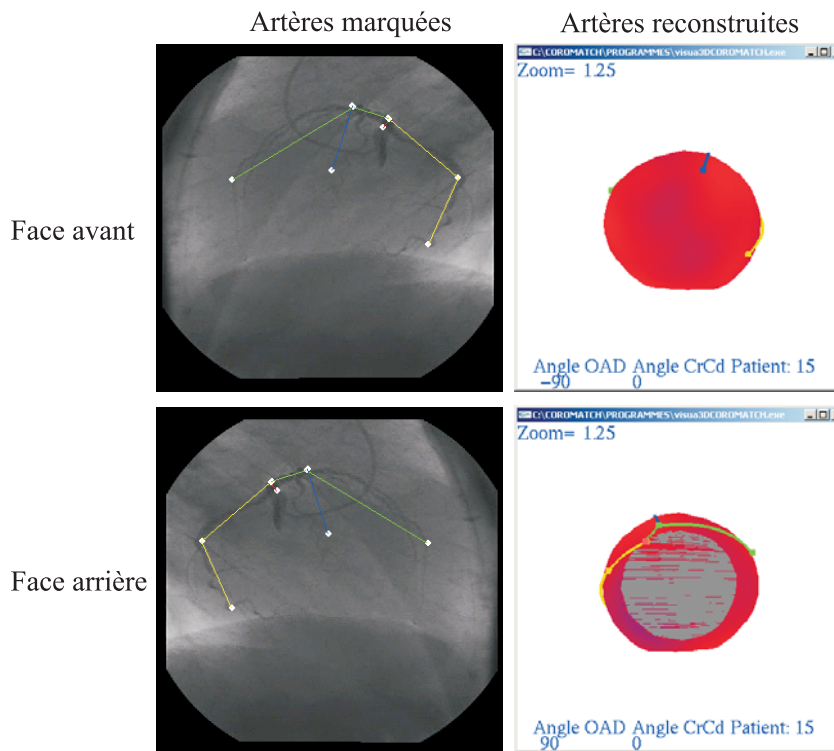 Artères marquées
Artères reconstruites
Face avant
C:\COROMATCH\PROGRAMMES\visua3DCOROMATCH.exe
Zoom= 1.25
Angle OAD Angle CrCd Patient: 15
-90 0
Face arrière
C:\COROMATCH\PROGRAMMES\visua3DCOROMATCH.exe
Zoom= 1.25
Angle OAD Angle CrCd Patient: 15
90 0